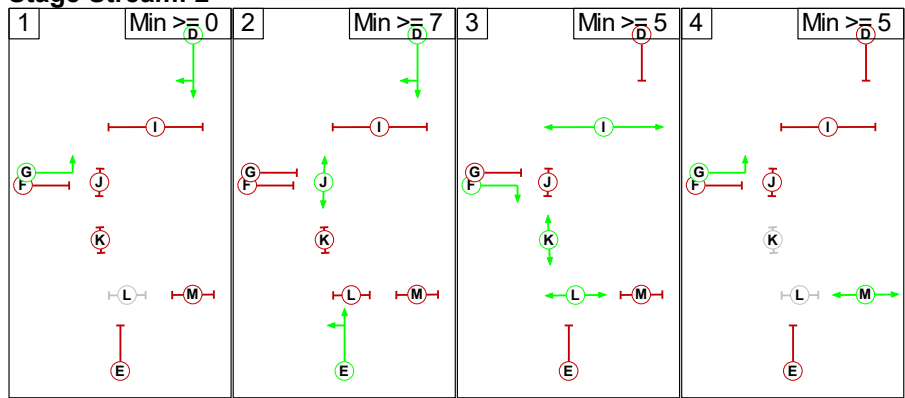 Stage Stream: 2
1 Min >= 0 2 Min >= 7 3 Min >= 5 4 Min >= 5
D D D D
I I I I
G G G G
F J F J F J F J
K K K K
L M L M L M L M
E E E E